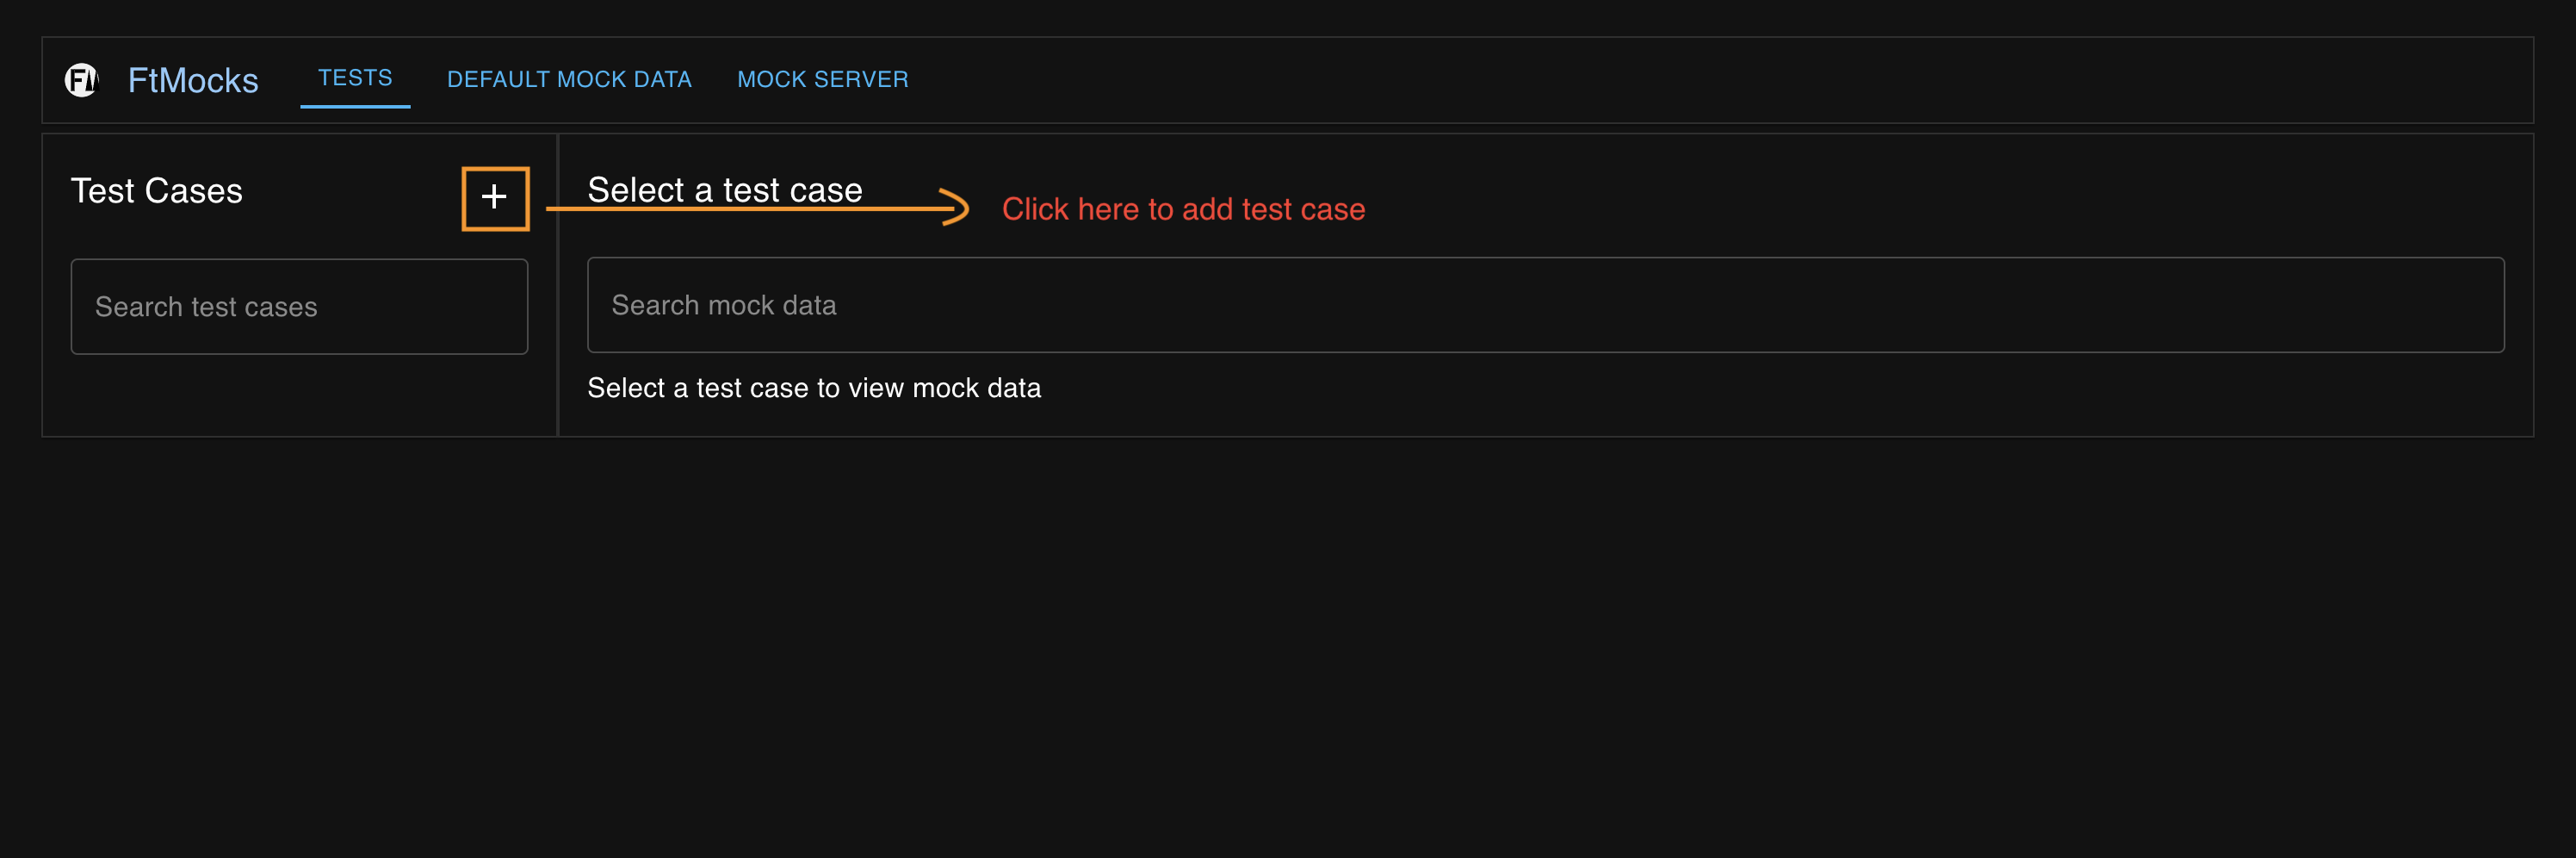 FM FtMocks TESTS DEFAULT MOCK DATA MOCK SERVER
Test Cases +
Select a test case
Click here to add test case
Search test cases
Search mock data
Select a test case to view mock data